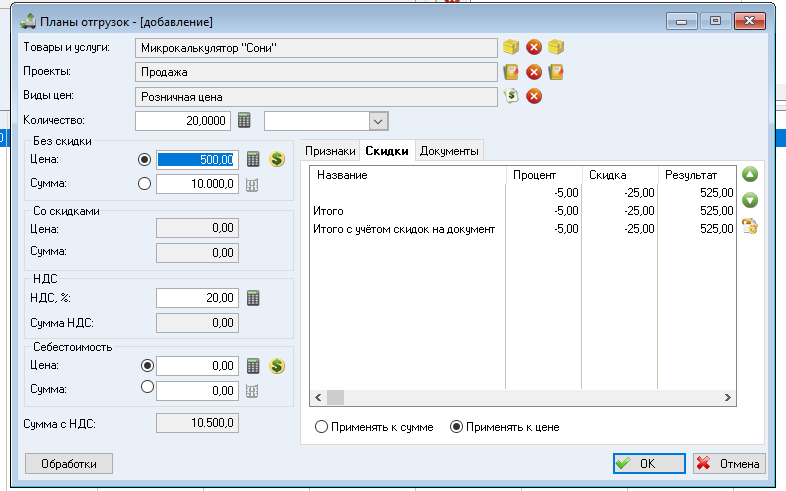 Планы отгрузок - [добавление]
Товары и услуги: Микрокалькулятор "Сони"
Проекты: Продажа
Виды цен: Розничная цена
Количество: 20,0000
Без скидки
Цена: 500,00
Сумма: 10.000,0
Со скидками
Цена: 0,00
Сумма: 0,00
НДС
НДС, %: 20,00
Сумма НДС: 0,00
Себестоимость
Цена: 0,00
Сумма: 0,00
Сумма с НДС: 10.500,0
Признаки Скидки Документы
Название Процент Скидка Результат
-5,00 -25,00 525,00
Итого -5,00 -25,00 525,00
Итого с учётом скидок на документ -5,00 -25,00 525,00
Применять к сумме Применять к цене
Обработки OK Отмена